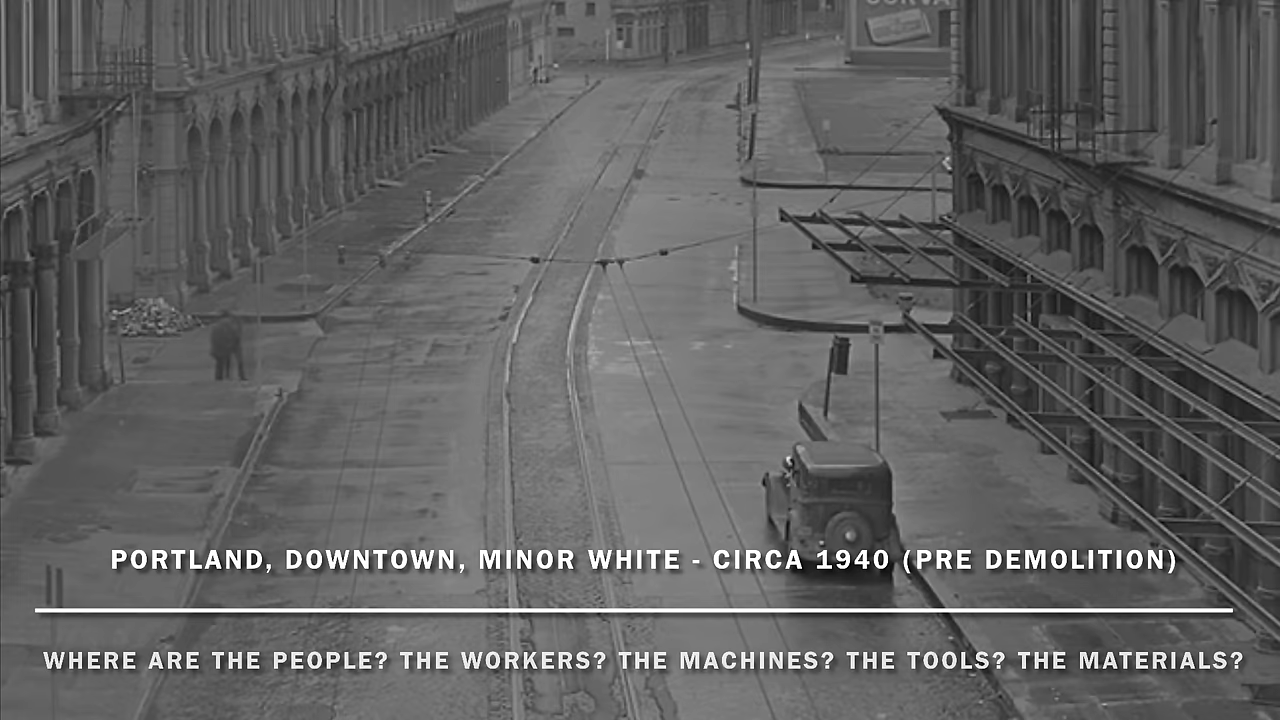 PORTLAND, DOWNTOWN, MINOR WHITE - CIRCA 1940 (PRE DEMOLITION)
WHERE ARE THE PEOPLE? THE WORKERS? THE MACHINES? THE TOOLS? THE MATERIALS?